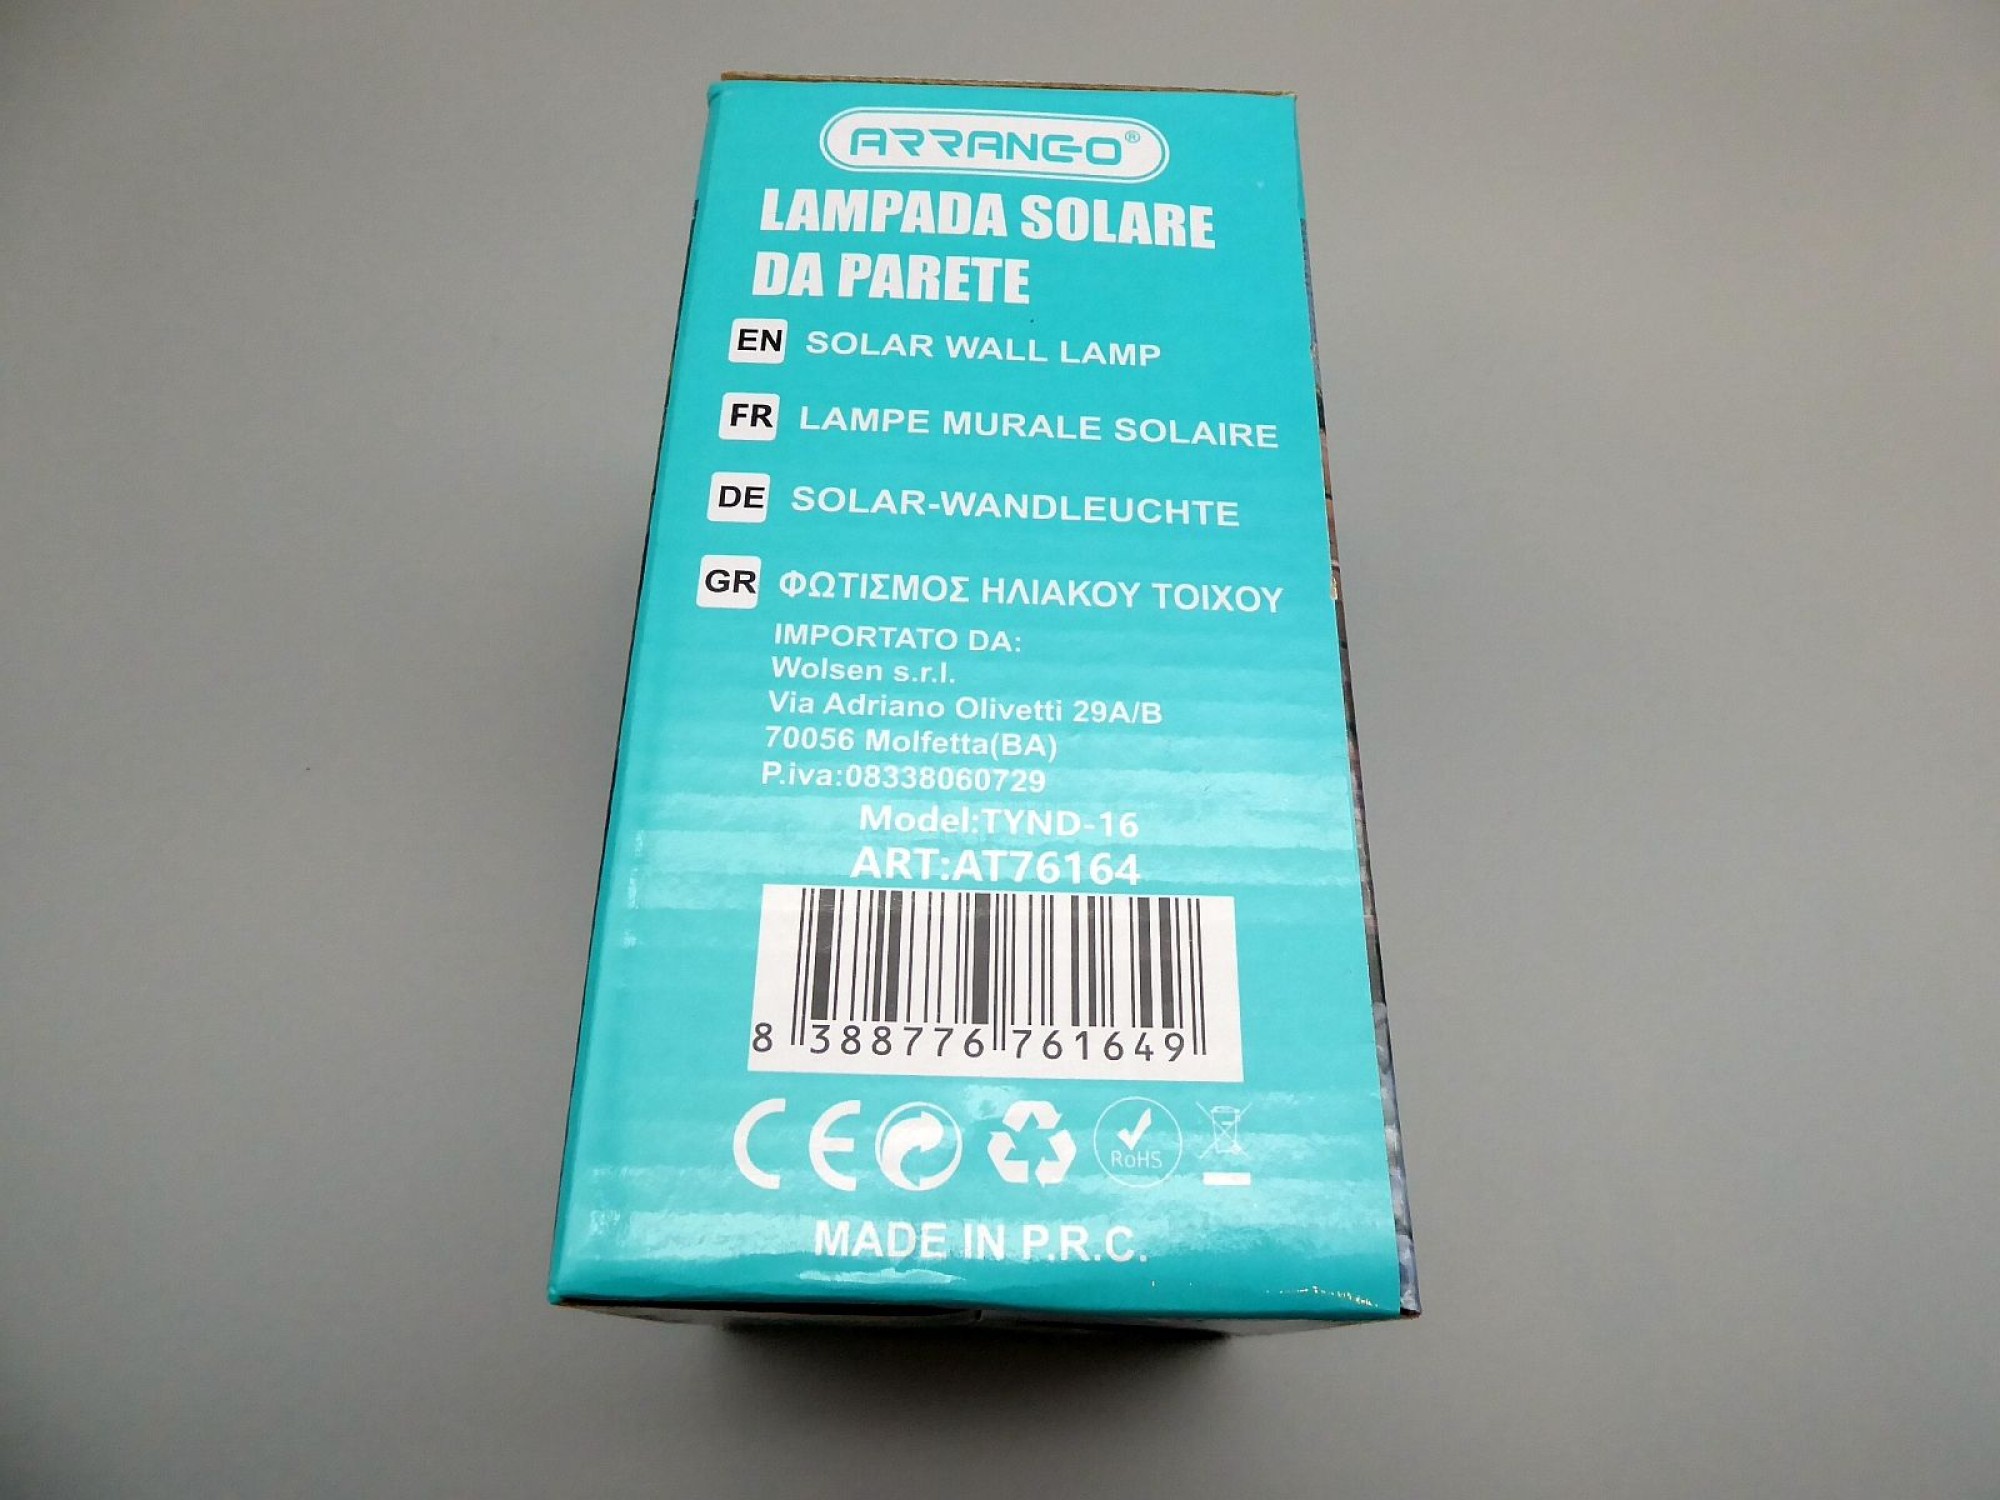 ARRANGO®
LAMPADA SOLARE
DA PARETE
EN SOLAR WALL LAMP
FR LAMPE MURALE SOLAIRE
DE SOLAR-WANDLEUCHTE
GR ΦΩΤΙΣΜΟΣ ΗΛΙΑΚΟΥ ΤΟΙΧΟΥ
IMPORTATO DA:
Wolsen s.r.l.
Via Adriano Olivetti 29A/B
70056 Molfetta(BA)
P.iva:08338060729
Model:TYND-16
ART:AT76164
8 388776 761649
CE
RoHS
MADE IN P.R.C.